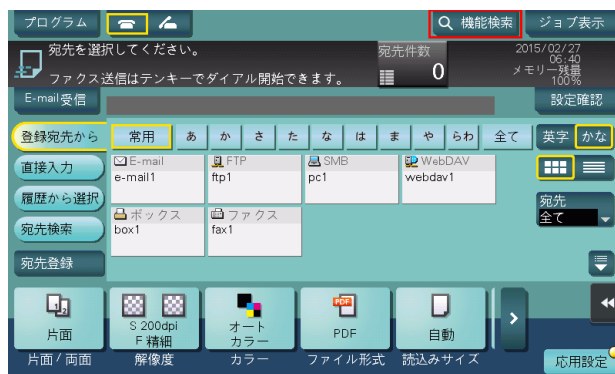 プログラム
機能検索
ジョブ表示
宛先を選択してください。
ファクス送信はテンキーでダイアル開始できます。
宛先件数
0
2015/02/27
06:40
メモリー残量
100%
E-mail受信
設定確認
登録宛先から
常用 あ か さ た な は ま や らわ 全て
英字 かな
直接入力
E-mail
email1
FTP
ftp1
SMB
pc1
WebDAV
webdav1
履歴から選択
宛先
全て
宛先検索
ボックス
box1
ファクス
fax1
宛先登録
片面
S 200dpi
F 精細
オート
カラー
PDF
PDF
自動
片面 / 両面
解像度
カラー
ファイル形式
読込みサイズ
応用設定